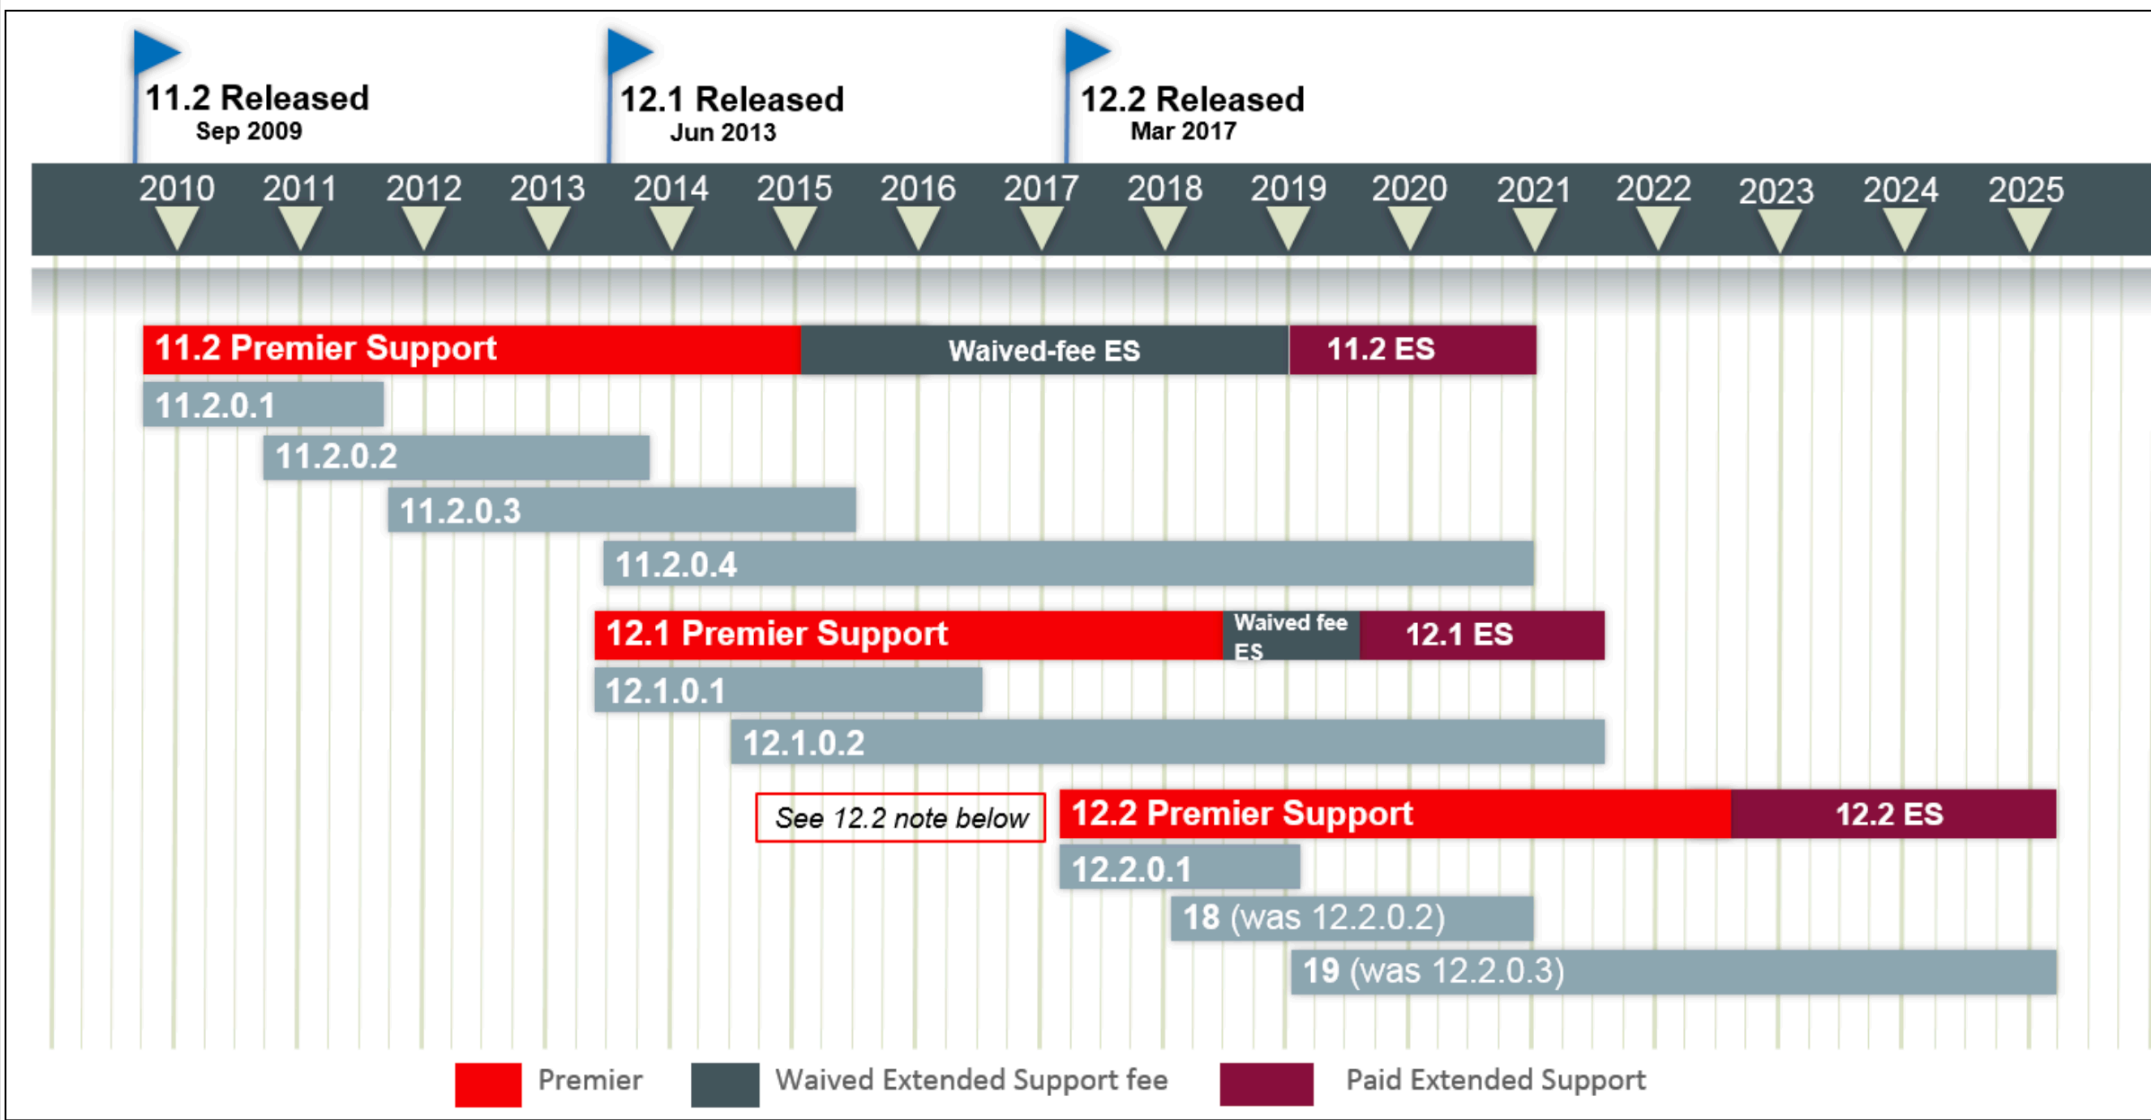 11.2 Released
Sep 2009
12.1 Released
Jun 2013
12.2 Released
Mar 2017
2010 2011 2012 2013 2014 2015 2016 2017 2018 2019 2020 2021 2022 2023 2024 2025
11.2 Premier Support Waived-fee ES 11.2 ES
11.2.0.1
11.2.0.2
11.2.0.3
11.2.0.4
12.1 Premier Support Waived fee
ES
12.1 ES
12.1.0.1
12.1.0.2
See 12.2 note below 12.2 Premier Support 12.2 ES
12.2.0.1
18 (was 12.2.0.2)
19 (was 12.2.0.3)
Premier Waived Extended Support fee Paid Extended Support